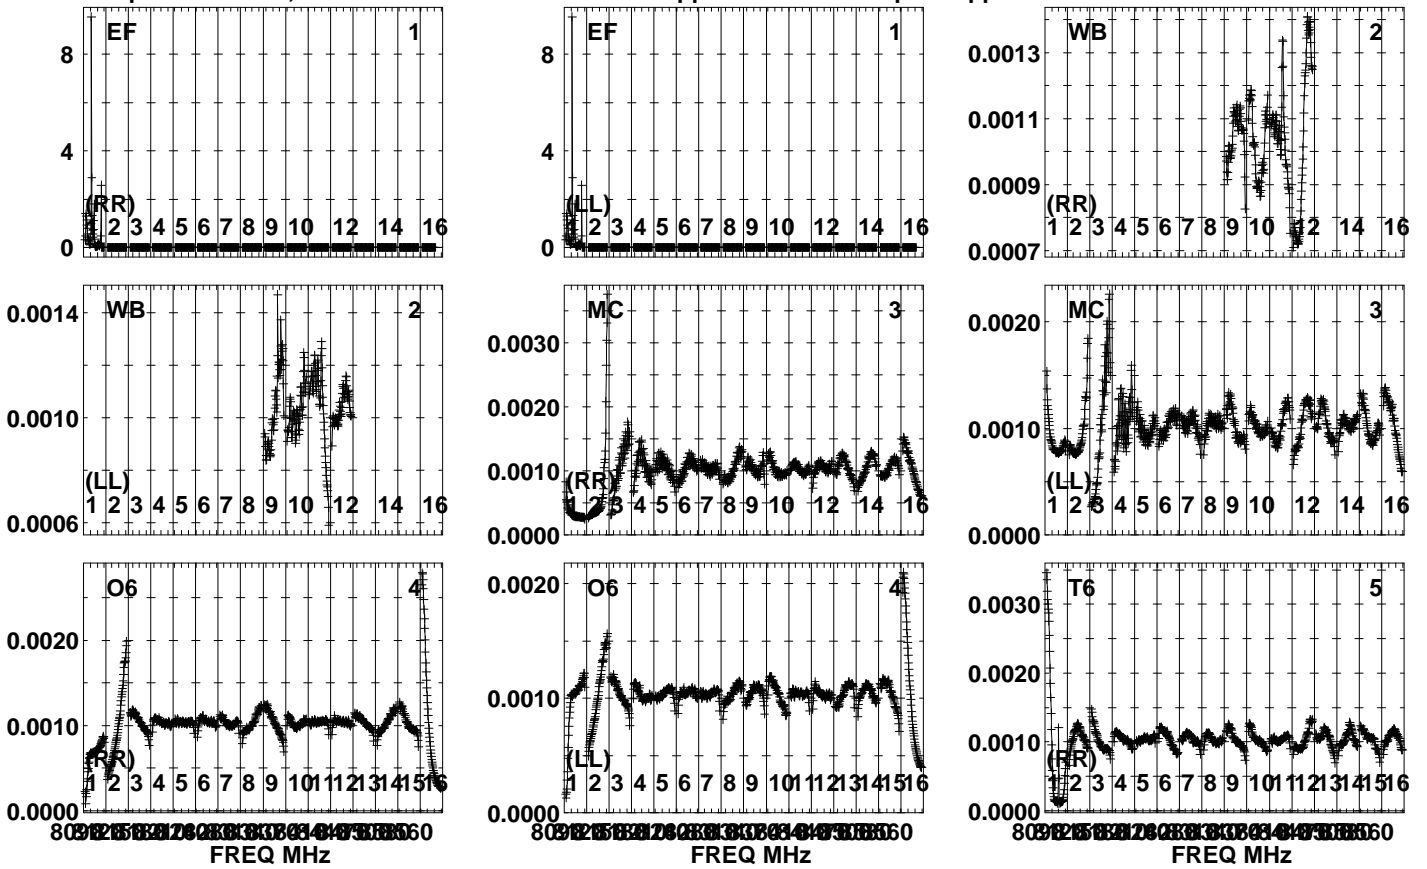 EF 1
8
4
0
(RR)
2 3 4 5 6 7 8 9 10 12 14 16
EF 1
8
4
0
(LL)
2 3 4 5 6 7 8 9 10 12 14 16
WB 2
0.0013
0.0011
0.0009
0.0007
(RR)
1 2 3 4 5 6 7 8 9 10 12 14 16
WB 2
0.0014
0.0010
0.0006
(LL)
1 2 3 4 5 6 7 8 9 10 12 14 16
MC 3
0.0030
0.0020
0.0010
0.0000
(RR)
1 2 3 4 5 6 7 8 9 10 12 14 16
MC 3
0.0020
0.0010
0.0000
(LL)
1 2 3 4 5 6 7 8 9 10 12 14 16
O6 4
0.0020
0.0010
0.0000
(RR)
1 2 3 4 5 6 7 8 9 10 11 12 13 14 15 16
FREQ MHz
O6 4
0.0020
0.0010
0.0000
(LL)
1 2 3 4 5 6 7 8 9 10 11 12 13 14 15 16
FREQ MHz
T6 5
0.0030
0.0020
0.0010
0.0000
(RR)
1 2 3 4 5 6 7 8 9 10 11 12 13 14 15 16
FREQ MHz